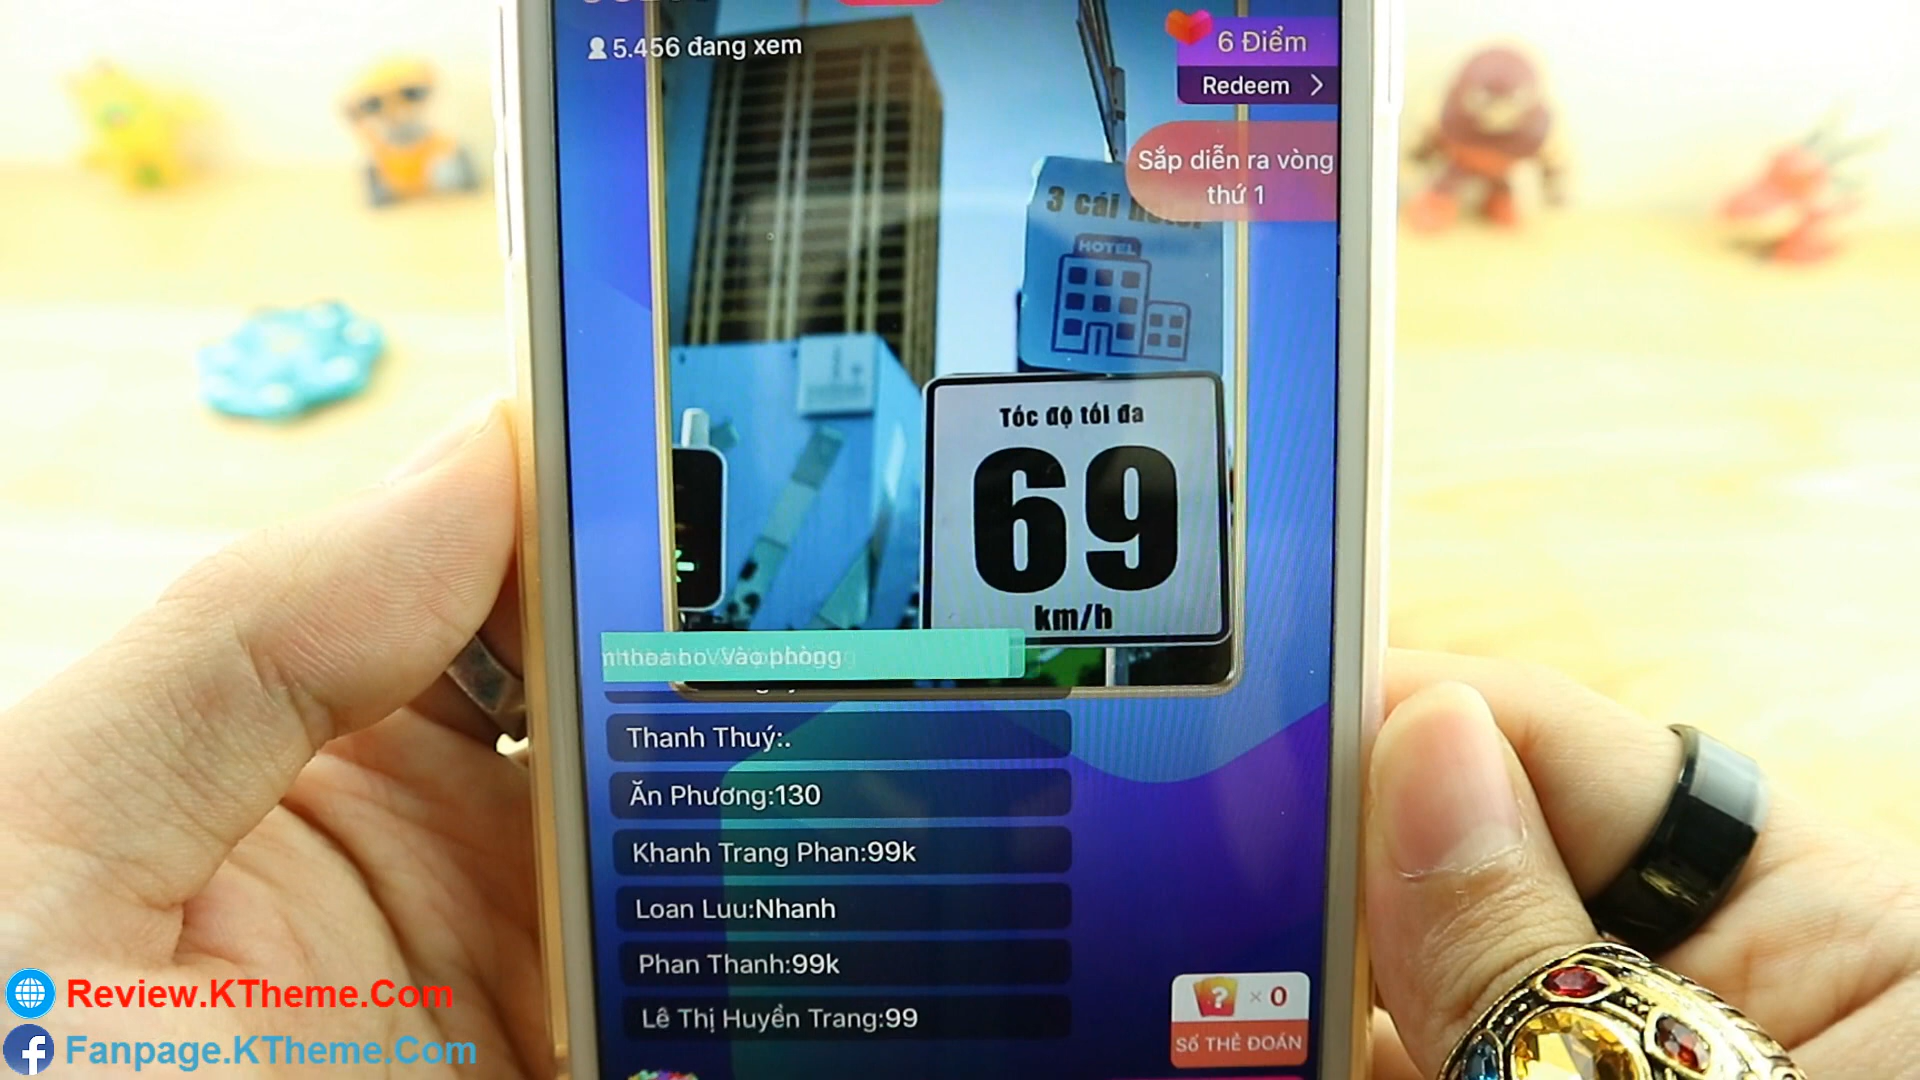 5.456 đang xem
6 Điểm
Redeem
Sắp diễn ra vòng
thứ 1
3 cái
HOTEL
Tốc độ tối đa
69
km/h
Vào phòng
Thanh Thuý:.
Ăn Phương:130
Khanh Trang Phan:99k
Loan Luu:Nhanh
Phan Thanh:99k
Lê Thị Huyền Trang:99
? × 0
Số THẺ ĐOÁN
Review.KTheme.Com
f Fanpage.KTheme.Com